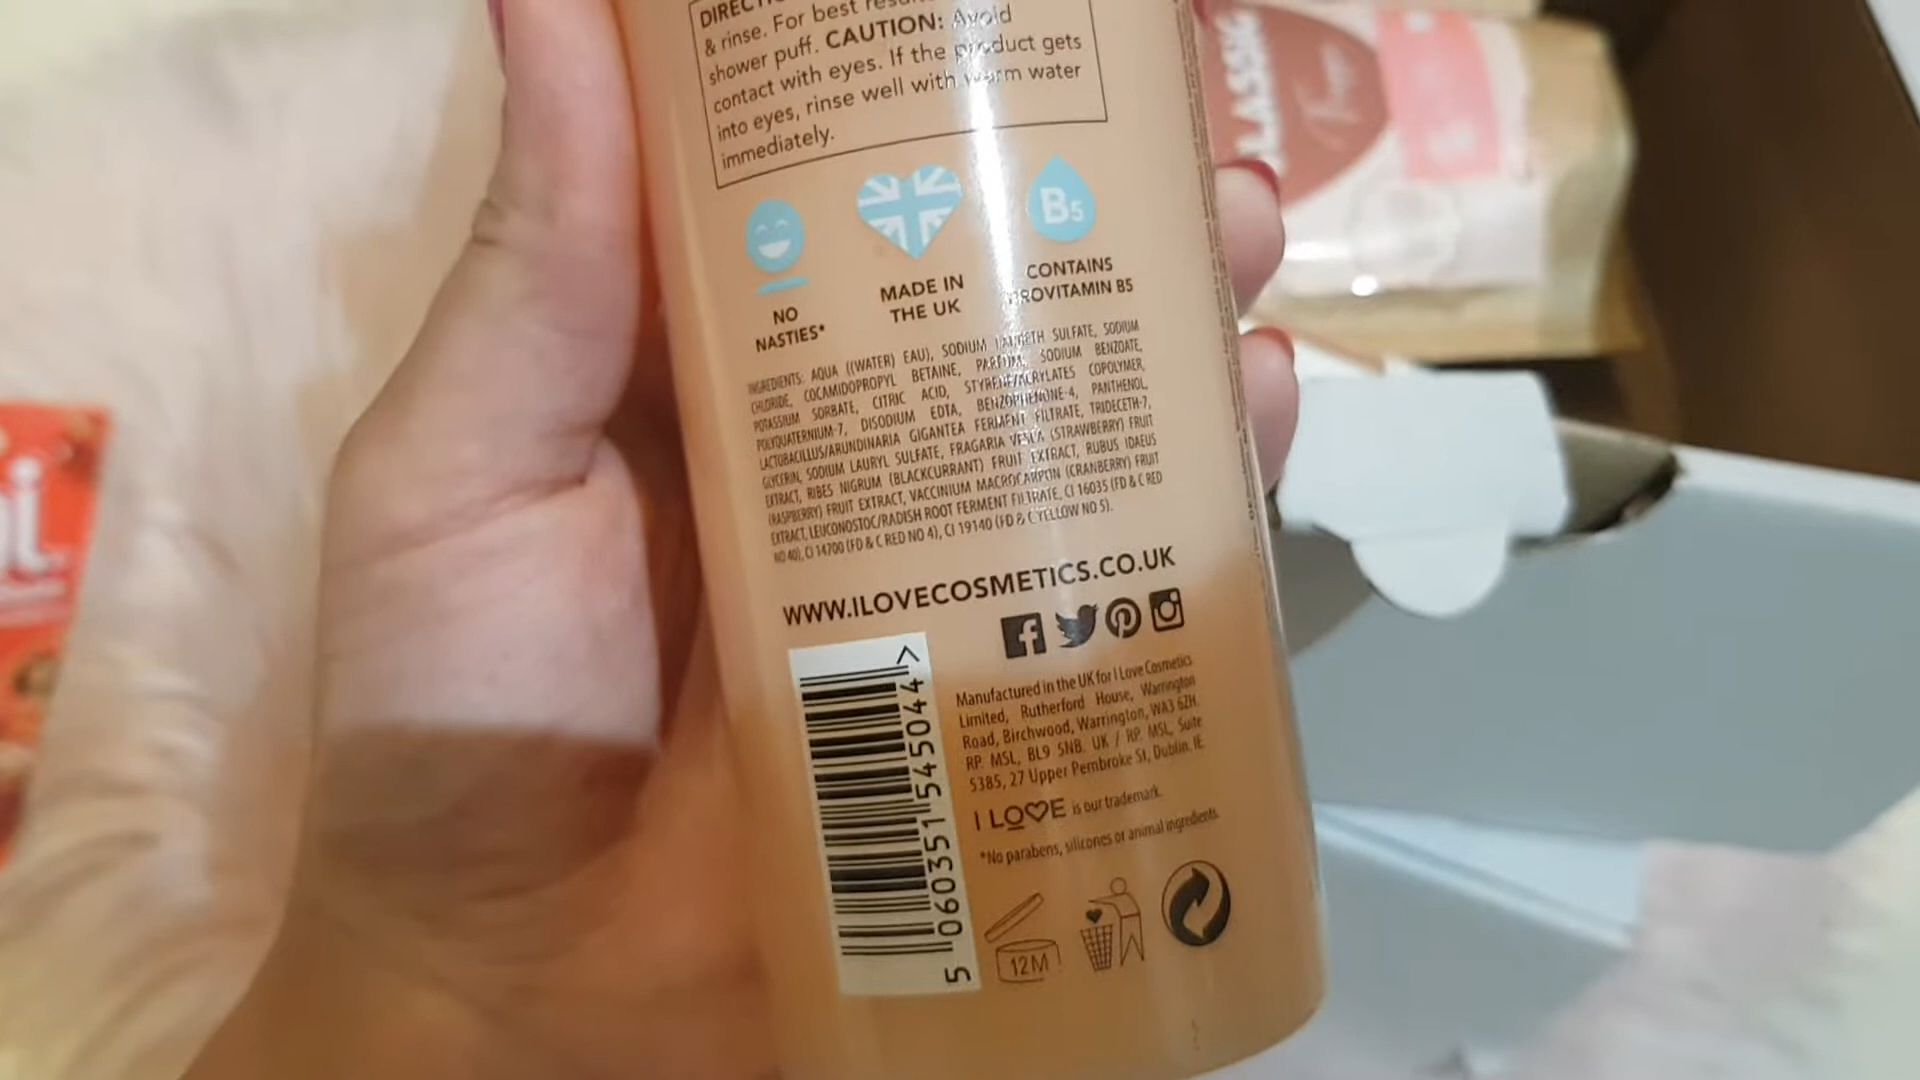 & rinse. For best
shower puff. CAUTION: Avoid
contact with eyes. If the product gets
into eyes, rinse well with warm water
immediately.
B5
NO
NASTIES*
MADE IN
THE UK
CONTAINS
PROVITAMIN B5
INGREDIENTS: AQUA ((WATER) EAU), SODIUM LAURETH SULFATE, SODIUM
CHLORIDE, COCAMIDOPROPYL BETAINE, PARFUM, SODIUM BENZOATE,
POTASSIUM SORBATE, CITRIC ACID, STYRENE/ACRYLATES COPOLYMER,
POLYQUATERNIUM-7, DISODIUM EDTA, BENZOPHENONE-4, PANTHENOL,
LACTOBACILLUS/ARUNDINARIA GIGANTEA FERMENT FILTRATE, TRIDECETH-7,
GLYCERIN, SODIUM LAURYL SULFATE, FRAGARIA VESCA (STRAWBERRY) FRUIT
EXTRACT, RIBES NIGRUM (BLACKCURRANT) FRUIT EXTRACT, RUBUS IDAEUS
(RASPBERRY) FRUIT EXTRACT, VACCINIUM MACROCARPON (CRANBERRY) FRUIT
EXTRACT, LEUCONOSTOC/RADISH ROOT FERMENT FILTRATE, CI 16035 (FD & C RED
NO 40), CI 14700 (FD & C RED NO 4), CI 19140 (FD & C YELLOW NO 5).
WWW.ILOVECOSMETICS.CO.UK
Manufactured in the UK for I Love Cosmetics
Limited, Rutherford House, Warrington
Road, Birchwood, Warrington, WA3 6ZH.
RP. MSL, BL9 5NB. UK / RP. MSL, Suite
5385, 27 Upper Pembroke St, Dublin, IE.
I LOVE is our trademark.
*No parabens, silicones or animal ingredients.
5 060351 545044 >
12M